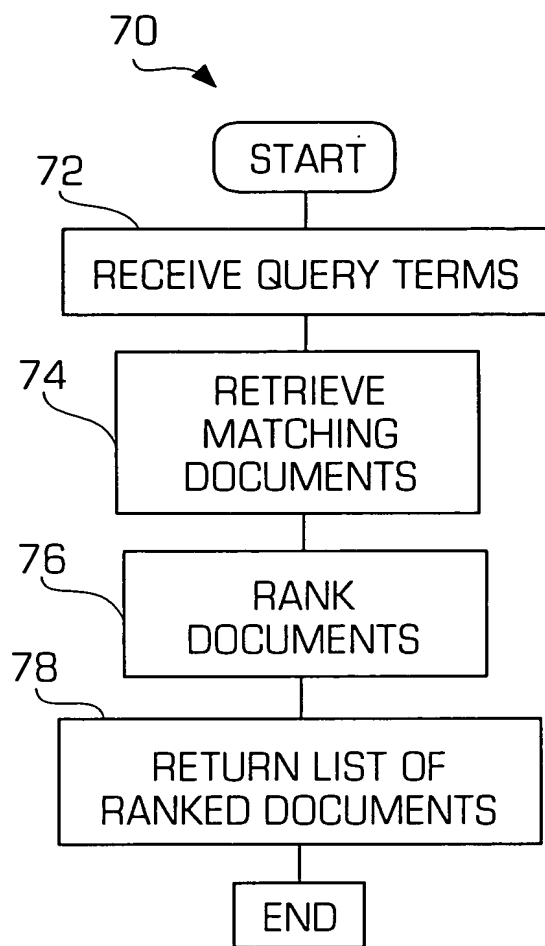 70
START
72
RECEIVE QUERY TERMS
74
RETRIEVE
MATCHING
DOCUMENTS
76
RANK
DOCUMENTS
78
RETURN LIST OF
RANKED DOCUMENTS
END